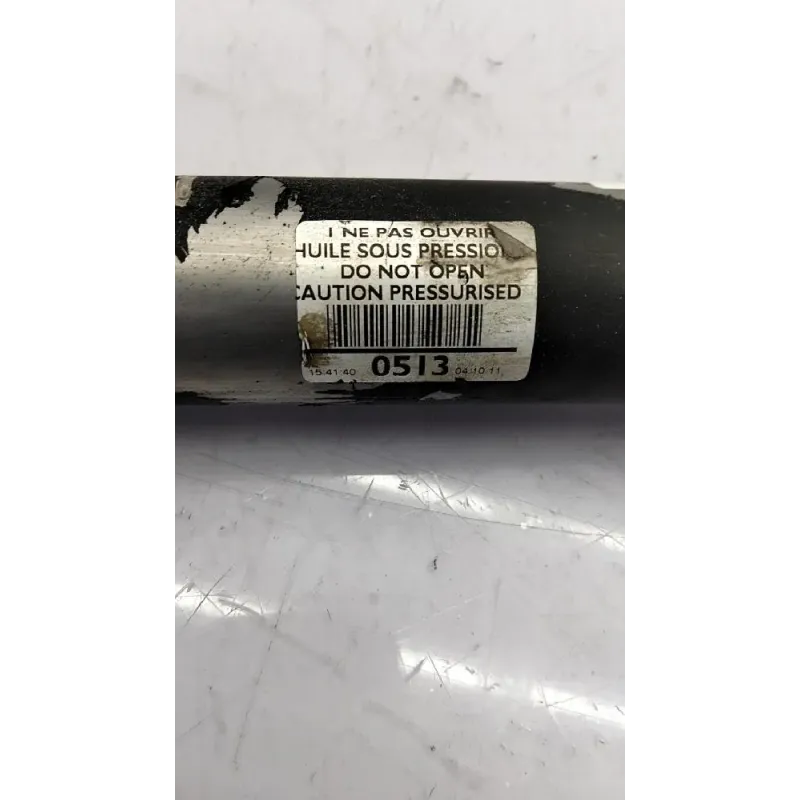 ! NE PAS OUVRIR
HUILE SOUS PRESSION
DO NOT OPEN
CAUTION PRESSURISED
15:41:40 0513 04.10.11